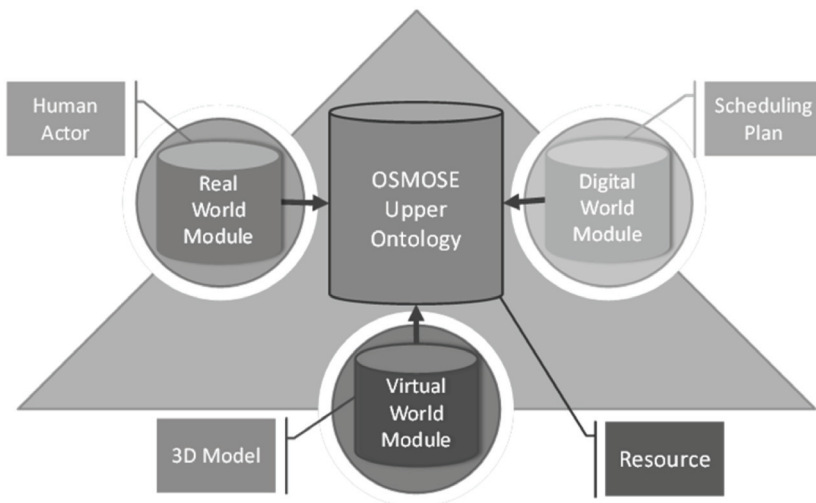 Human
Actor
Real
World
Module
OSMOSE
Upper
Ontology
Digital
World
Module
Scheduling
Plan
Virtual
World
Module
3D Model
Resource